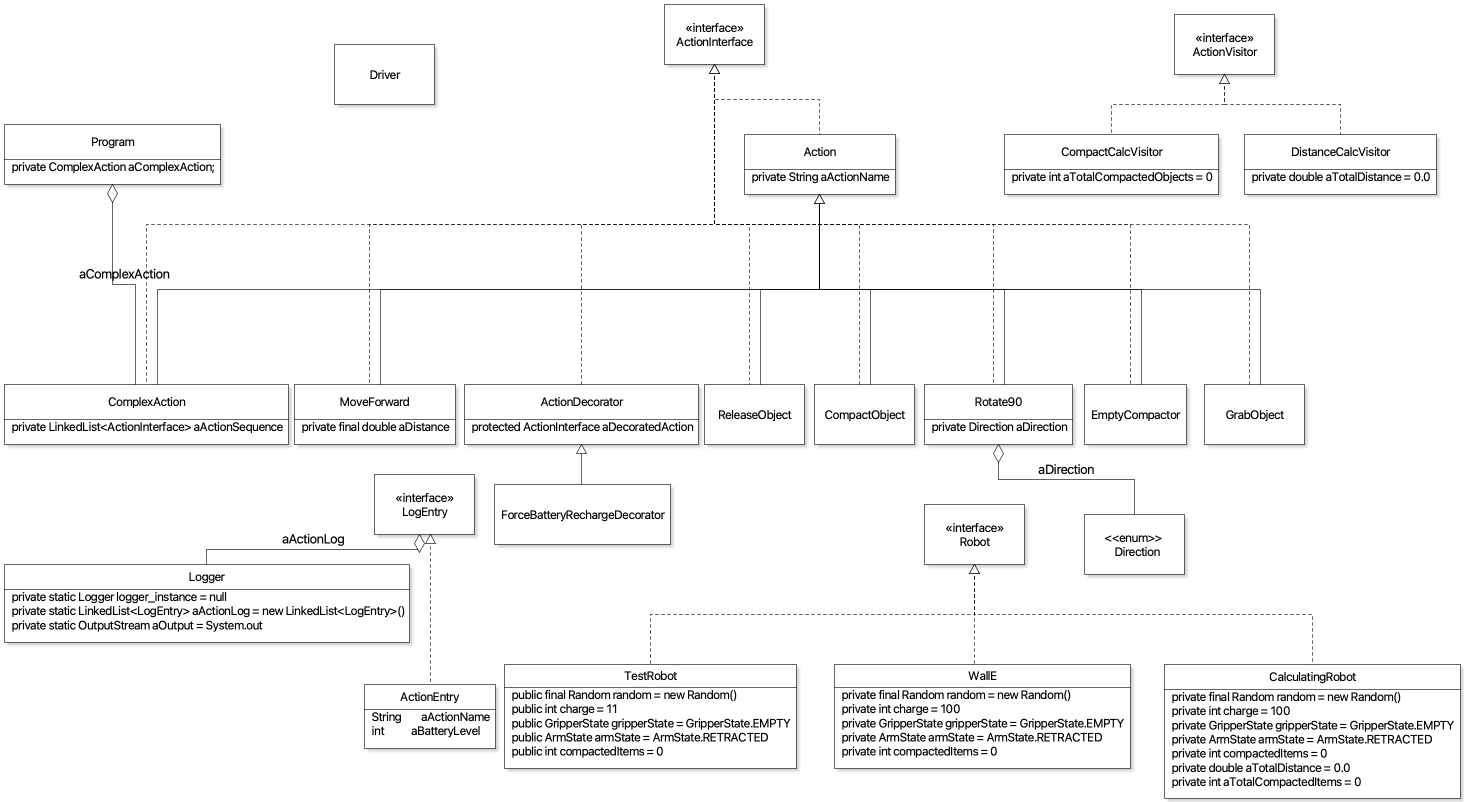 «interface»
ActionInterface
«interface»
ActionVisitor
Driver
Program
private ComplexAction aComplexAction;
Action
private String aActionName
CompactCalcVisitor
private int aTotalCompactedObjects = 0
DistanceCalcVisitor
private double aTotalDistance = 0.0
aComplexAction
ComplexAction
private LinkedList<ActionInterface> aActionSequence
MoveForward
private final double aDistance
ActionDecorator
protected ActionInterface aDecoratedAction
ReleaseObject
CompactObject
Rotate90
private Direction aDirection
EmptyCompactor
GrabObject
aDirection
«interface»
LogEntry
ForceBatteryRechargeDecorator
«interface»
Robot
<<enum>>
Direction
aActionLog
Logger
private static Logger logger_instance = null
private static LinkedList<LogEntry> aActionLog = new LinkedList<LogEntry>()
private static OutputStream aOutput = System.out
ActionEntry
String aActionName
int aBatteryLevel
TestRobot
public final Random random = new Random()
public int charge = 11
public GripperState gripperState = GripperState.EMPTY
public ArmState armState = ArmState.RETRACTED
public int compactedItems = 0
WallE
private final Random random = new Random()
private int charge = 100
private GripperState gripperState = GripperState.EMPTY
private ArmState armState = ArmState.RETRACTED
private int compactedItems = 0
CalculatingRobot
private final Random random = new Random()
private int charge = 100
private GripperState gripperState = GripperState.EMPTY
private ArmState armState = ArmState.RETRACTED
private int compactedItems = 0
private double aTotalDistance = 0.0
private int aTotalCompactedItems = 0